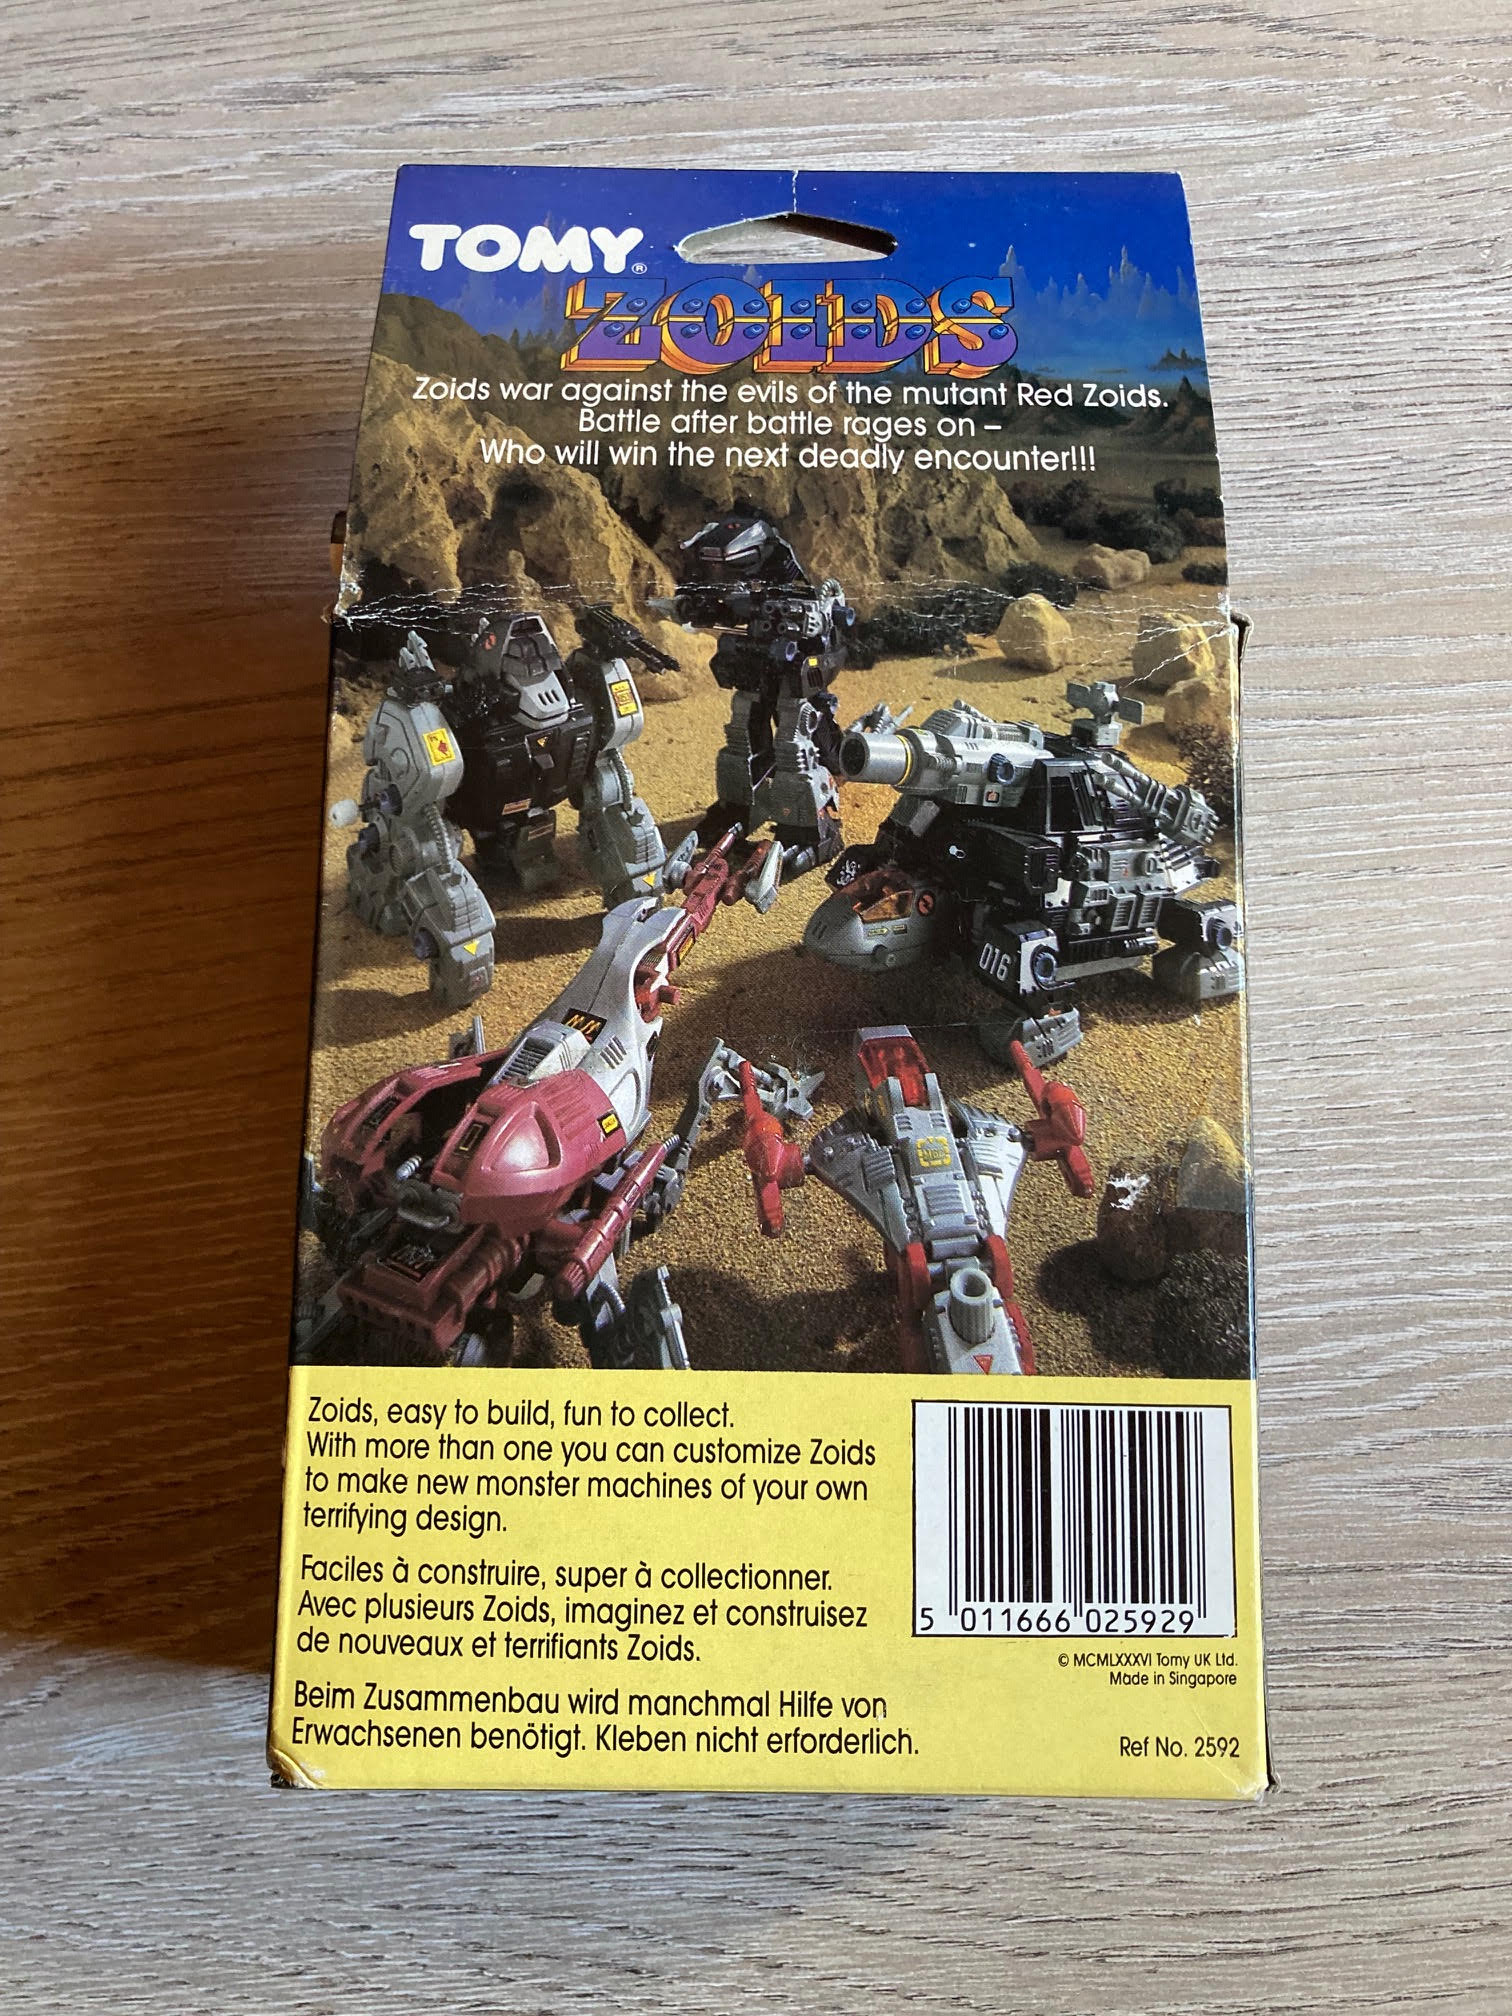 TOMY®
ZOIDS
Zoids war against the evils of the mutant Red Zoids.
Battle after battle rages on –
Who will win the next deadly encounter!!!
016
Zoids, easy to build, fun to collect.
With more than one you can customize Zoids
to make new monster machines of your own
terrifying design.
Faciles à construire, super à collectionner.
Avec plusieurs Zoids, imaginez et construisez
de nouveaux et terrifiants Zoids.
Beim Zusammenbau wird manchmal Hilfe von
Erwachsenen benötigt. Kleben nicht erforderlich.
5 011666 025929
© MCMLXXXVI Tomy UK Ltd.
Made in Singapore
Ref No. 2592